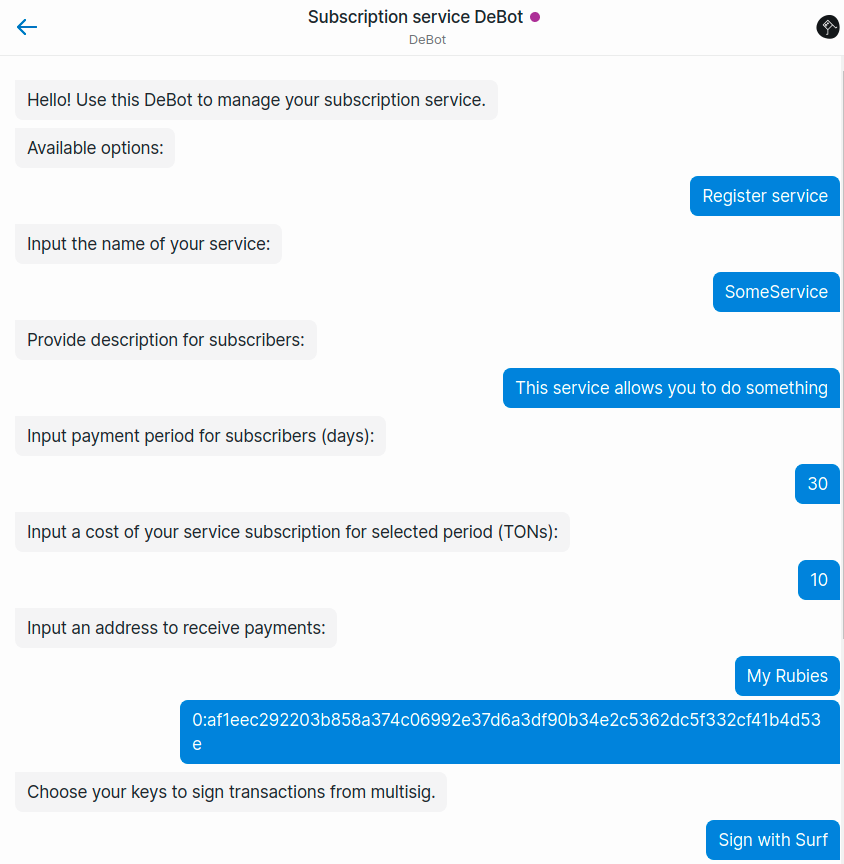 Subscription service DeBot
DeBot
Hello! Use this DeBot to manage your subscription service.
Available options:
Register service
Input the name of your service:
SomeService
Provide description for subscribers:
This service allows you to do something
Input payment period for subscribers (days):
30
Input a cost of your service subscription for selected period (TONs):
10
Input an address to receive payments:
My Rubies
0:af1eec292203b858a374c06992e37d6a3df90b34e2c5362dc5f332cf41b4d53
e
Choose your keys to sign transactions from multisig.
Sign with Surf